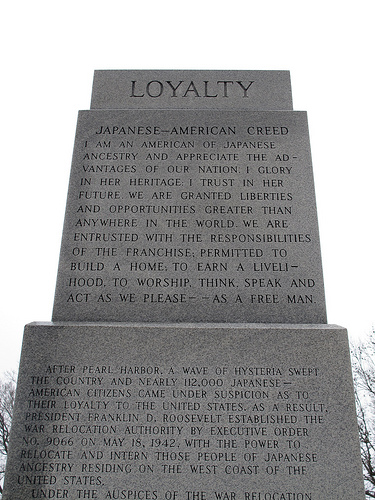 LOYALTY
JAPANESE-AMERICAN CREED
I AM AN AMERICAN OF JAPANESE
ANCESTRY AND APPRECIATE THE AD-
VANTAGES OF OUR NATION. I GLORY
IN HER HERITAGE. I TRUST IN HER
FUTURE. WE ARE GRANTED LIBERTIES
AND OPPORTUNITIES GREATER THAN
ANYWHERE IN THE WORLD. WE ARE
ENTRUSTED WITH THE RESPONSIBILITIES
OF THE FRANCHISE; PERMITTED TO
BUILD A HOME; TO EARN A LIVELI-
HOOD, TO WORSHIP, THINK, SPEAK AND
ACT AS WE PLEASE- -AS A FREE MAN.
AFTER PEARL HARBOR, A WAVE OF HYSTERIA SWEPT
THE COUNTRY AND NEARLY 112,000 JAPANESE-
AMERICAN CITIZENS CAME UNDER SUSPICION AS TO
THEIR LOYALTY TO THE UNITED STATES. AS A RESULT,
PRESIDENT FRANKLIN D. ROOSEVELT ESTABLISHED THE
WAR RELOCATION AUTHORITY BY EXECUTIVE ORDER
NO. 9066 ON MAY 18, 1942, WITH THE POWER TO
RELOCATE AND INTERN THOSE PEOPLE OF JAPANESE
ANCESTRY RESIDING ON THE WEST COAST OF THE
UNITED STATES.
UNDER THE AUSPICES OF THE WAR RELOCATION